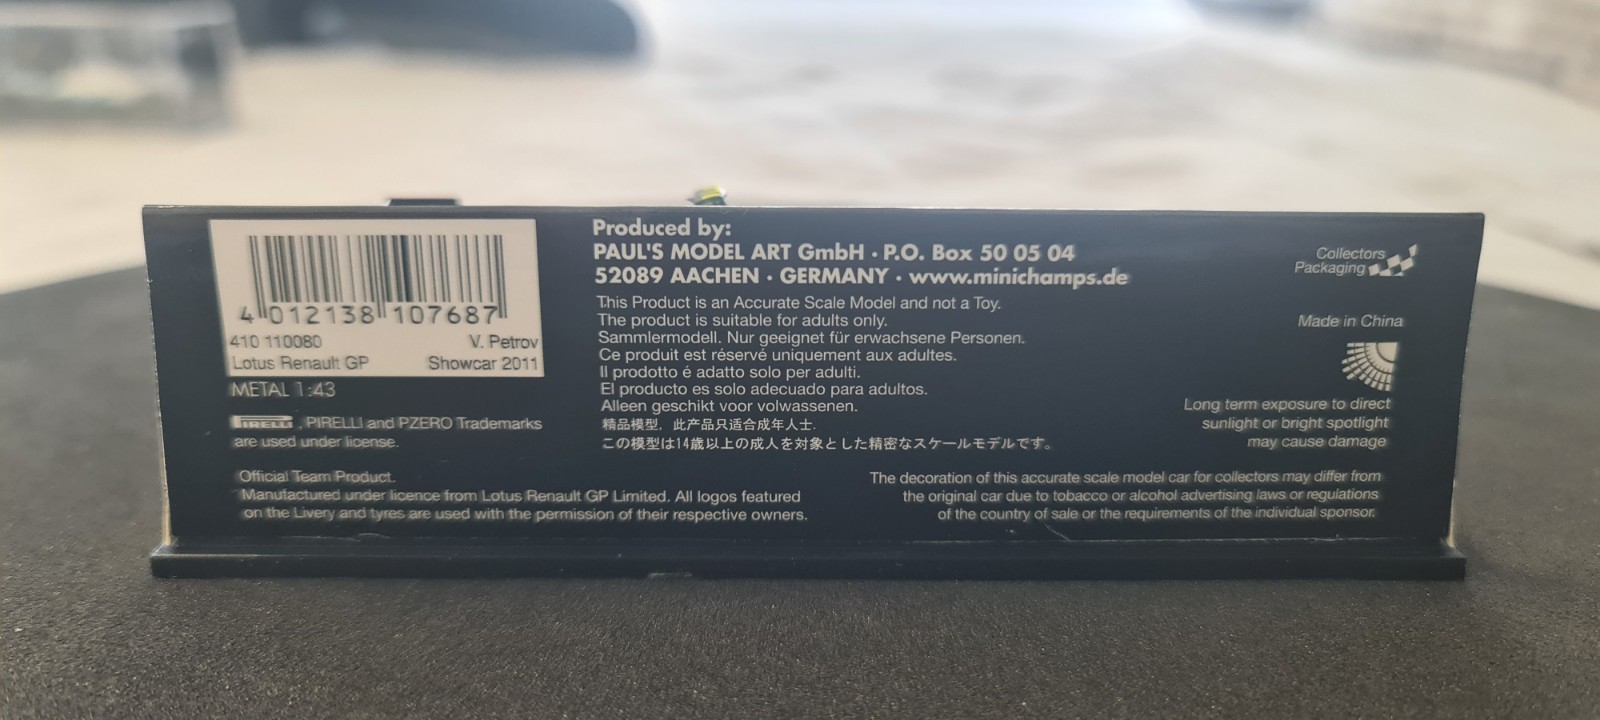 4 012138 107687
410 110080 V. Petrov
Lotus Renault GP Showcar 2011
METAL 1:43
PIRELLI, PIRELLI and PZERO Trademarks
are used under license.
Official Team Product.
Manufactured under licence from Lotus Renault GP Limited. All logos featured
on the Livery and tyres are used with the permission of their respective owners.
Produced by:
PAUL'S MODEL ART GmbH · P.O. Box 50 05 04
52089 AACHEN · GERMANY · www.minichamps.de
This Product is an Accurate Scale Model and not a Toy.
The product is suitable for adults only.
Sammlermodell. Nur geeignet für erwachsene Personen.
Ce produit est réservé uniquement aux adultes.
Il prodotto é adatto solo per adulti.
El producto es solo adecuado para adultos.
Alleen geschikt voor volwassenen.
精品模型，此产品只适合成年人士.
この模型は14歳以上の成人を対象とした精密なスケールモデルです。
Collectors
Packaging
Made in China
Long term exposure to direct
sunlight or bright spotlight
may cause damage
The decoration of this accurate scale model car for collectors may differ from
the original car due to tobacco or alcohol advertising laws or regulations
of the country of sale or the requirements of the individual sponsor.